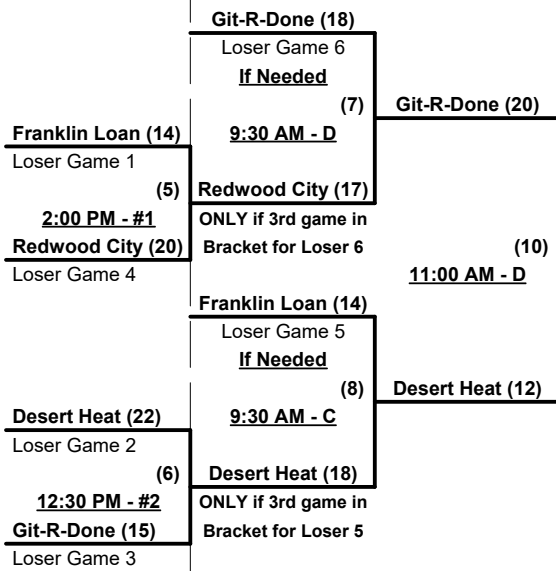 Git-R-Done (18)
Loser Game 6
If Needed
(7)
Git-R-Done (20)
Franklin Loan (14)
9:30 AM - D
Loser Game 1
(5)
Redwood City (17)
2:00 PM - #1
ONLY if 3rd game in
Redwood City (20)
Bracket for Loser 6
(10)
Loser Game 4
11:00 AM - D
Franklin Loan (14)
Loser Game 5
If Needed
(8)
Desert Heat (12)
Desert Heat (22)
9:30 AM - C
Loser Game 2
(6)
Desert Heat (18)
12:30 PM - #2
ONLY if 3rd game in
Git-R-Done (15)
Bracket for Loser 5
Loser Game 3